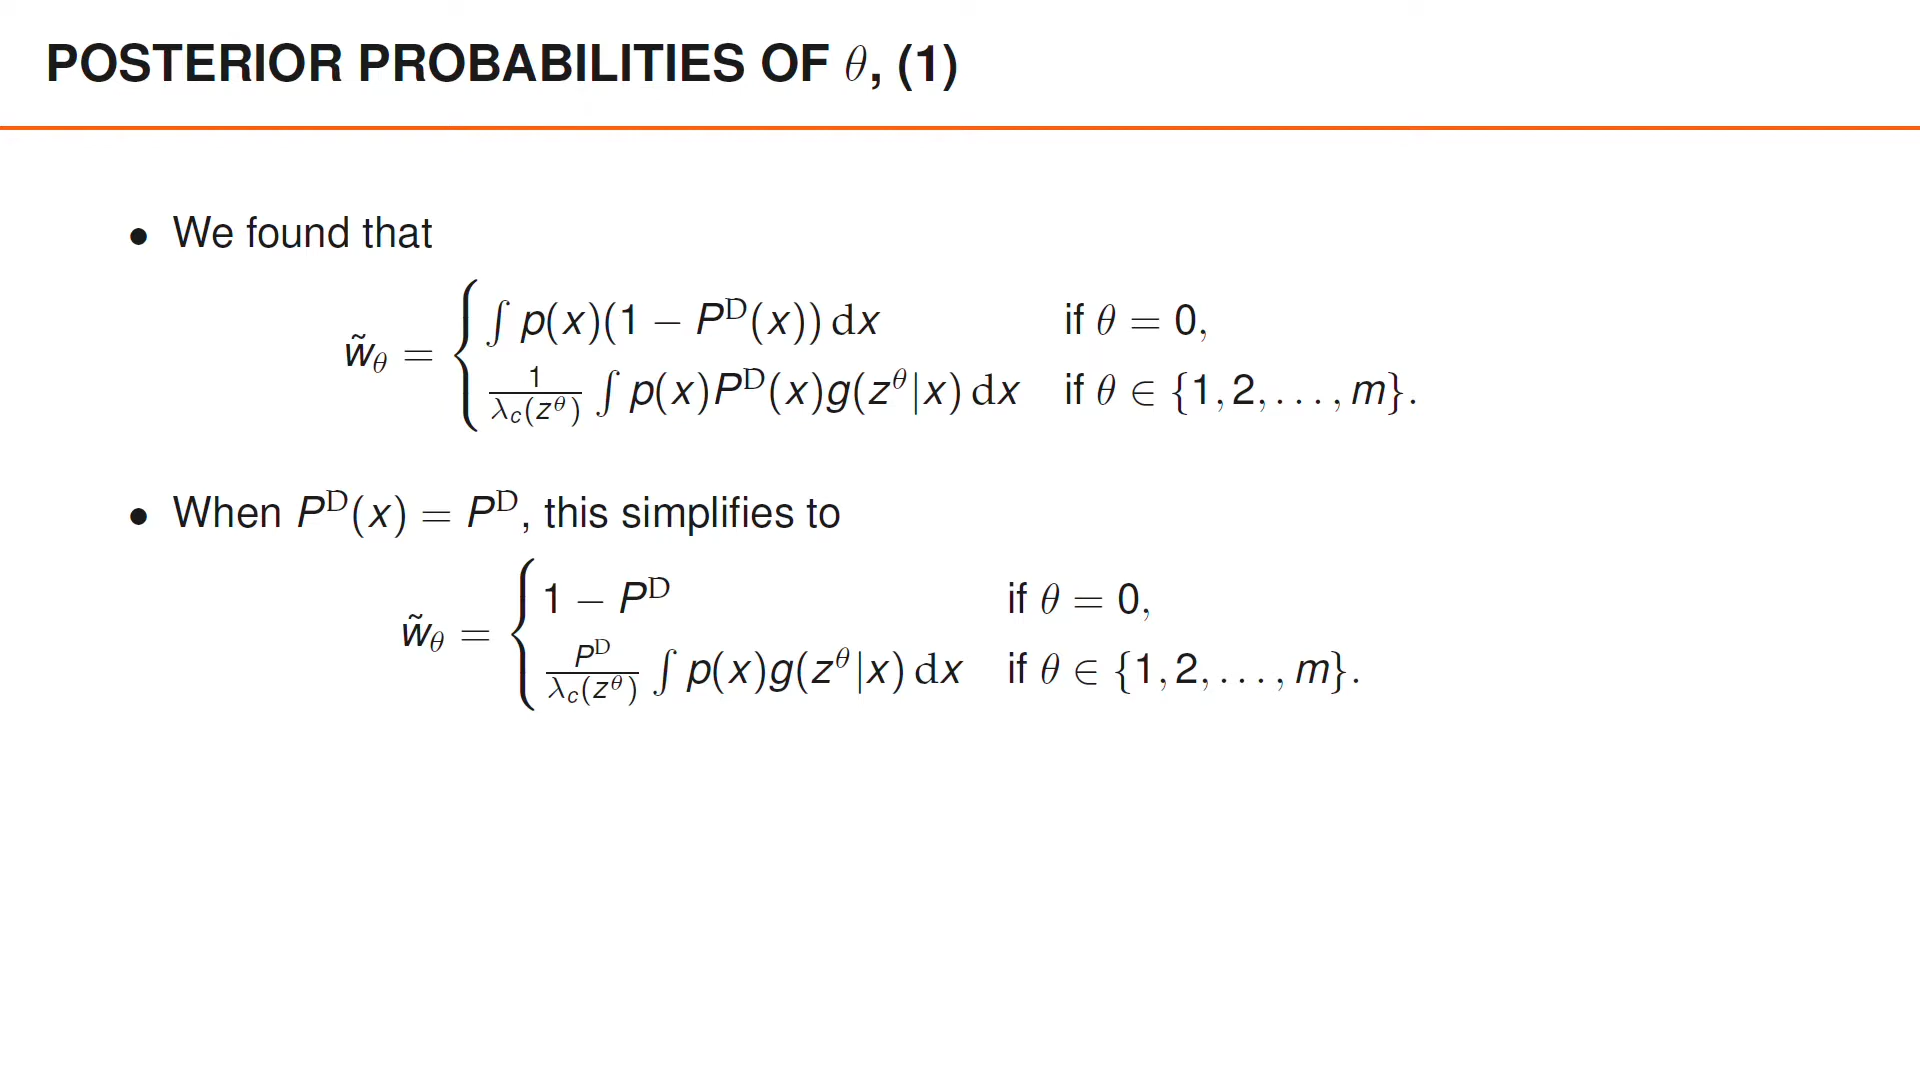 POSTERIOR PROBABILITIES OF θ, (1)
• We found that
w̃_θ = { ∫ p(x)(1 − P^D(x)) dx if θ = 0,
1/λ_c(z^θ) ∫ p(x)P^D(x)g(z^θ|x) dx if θ ∈ {1, 2, . . . , m}.
• When P^D(x) = P^D, this simplifies to
w̃_θ = { 1 − P^D if θ = 0,
P^D/λ_c(z^θ) ∫ p(x)g(z^θ|x) dx if θ ∈ {1, 2, . . . , m}.